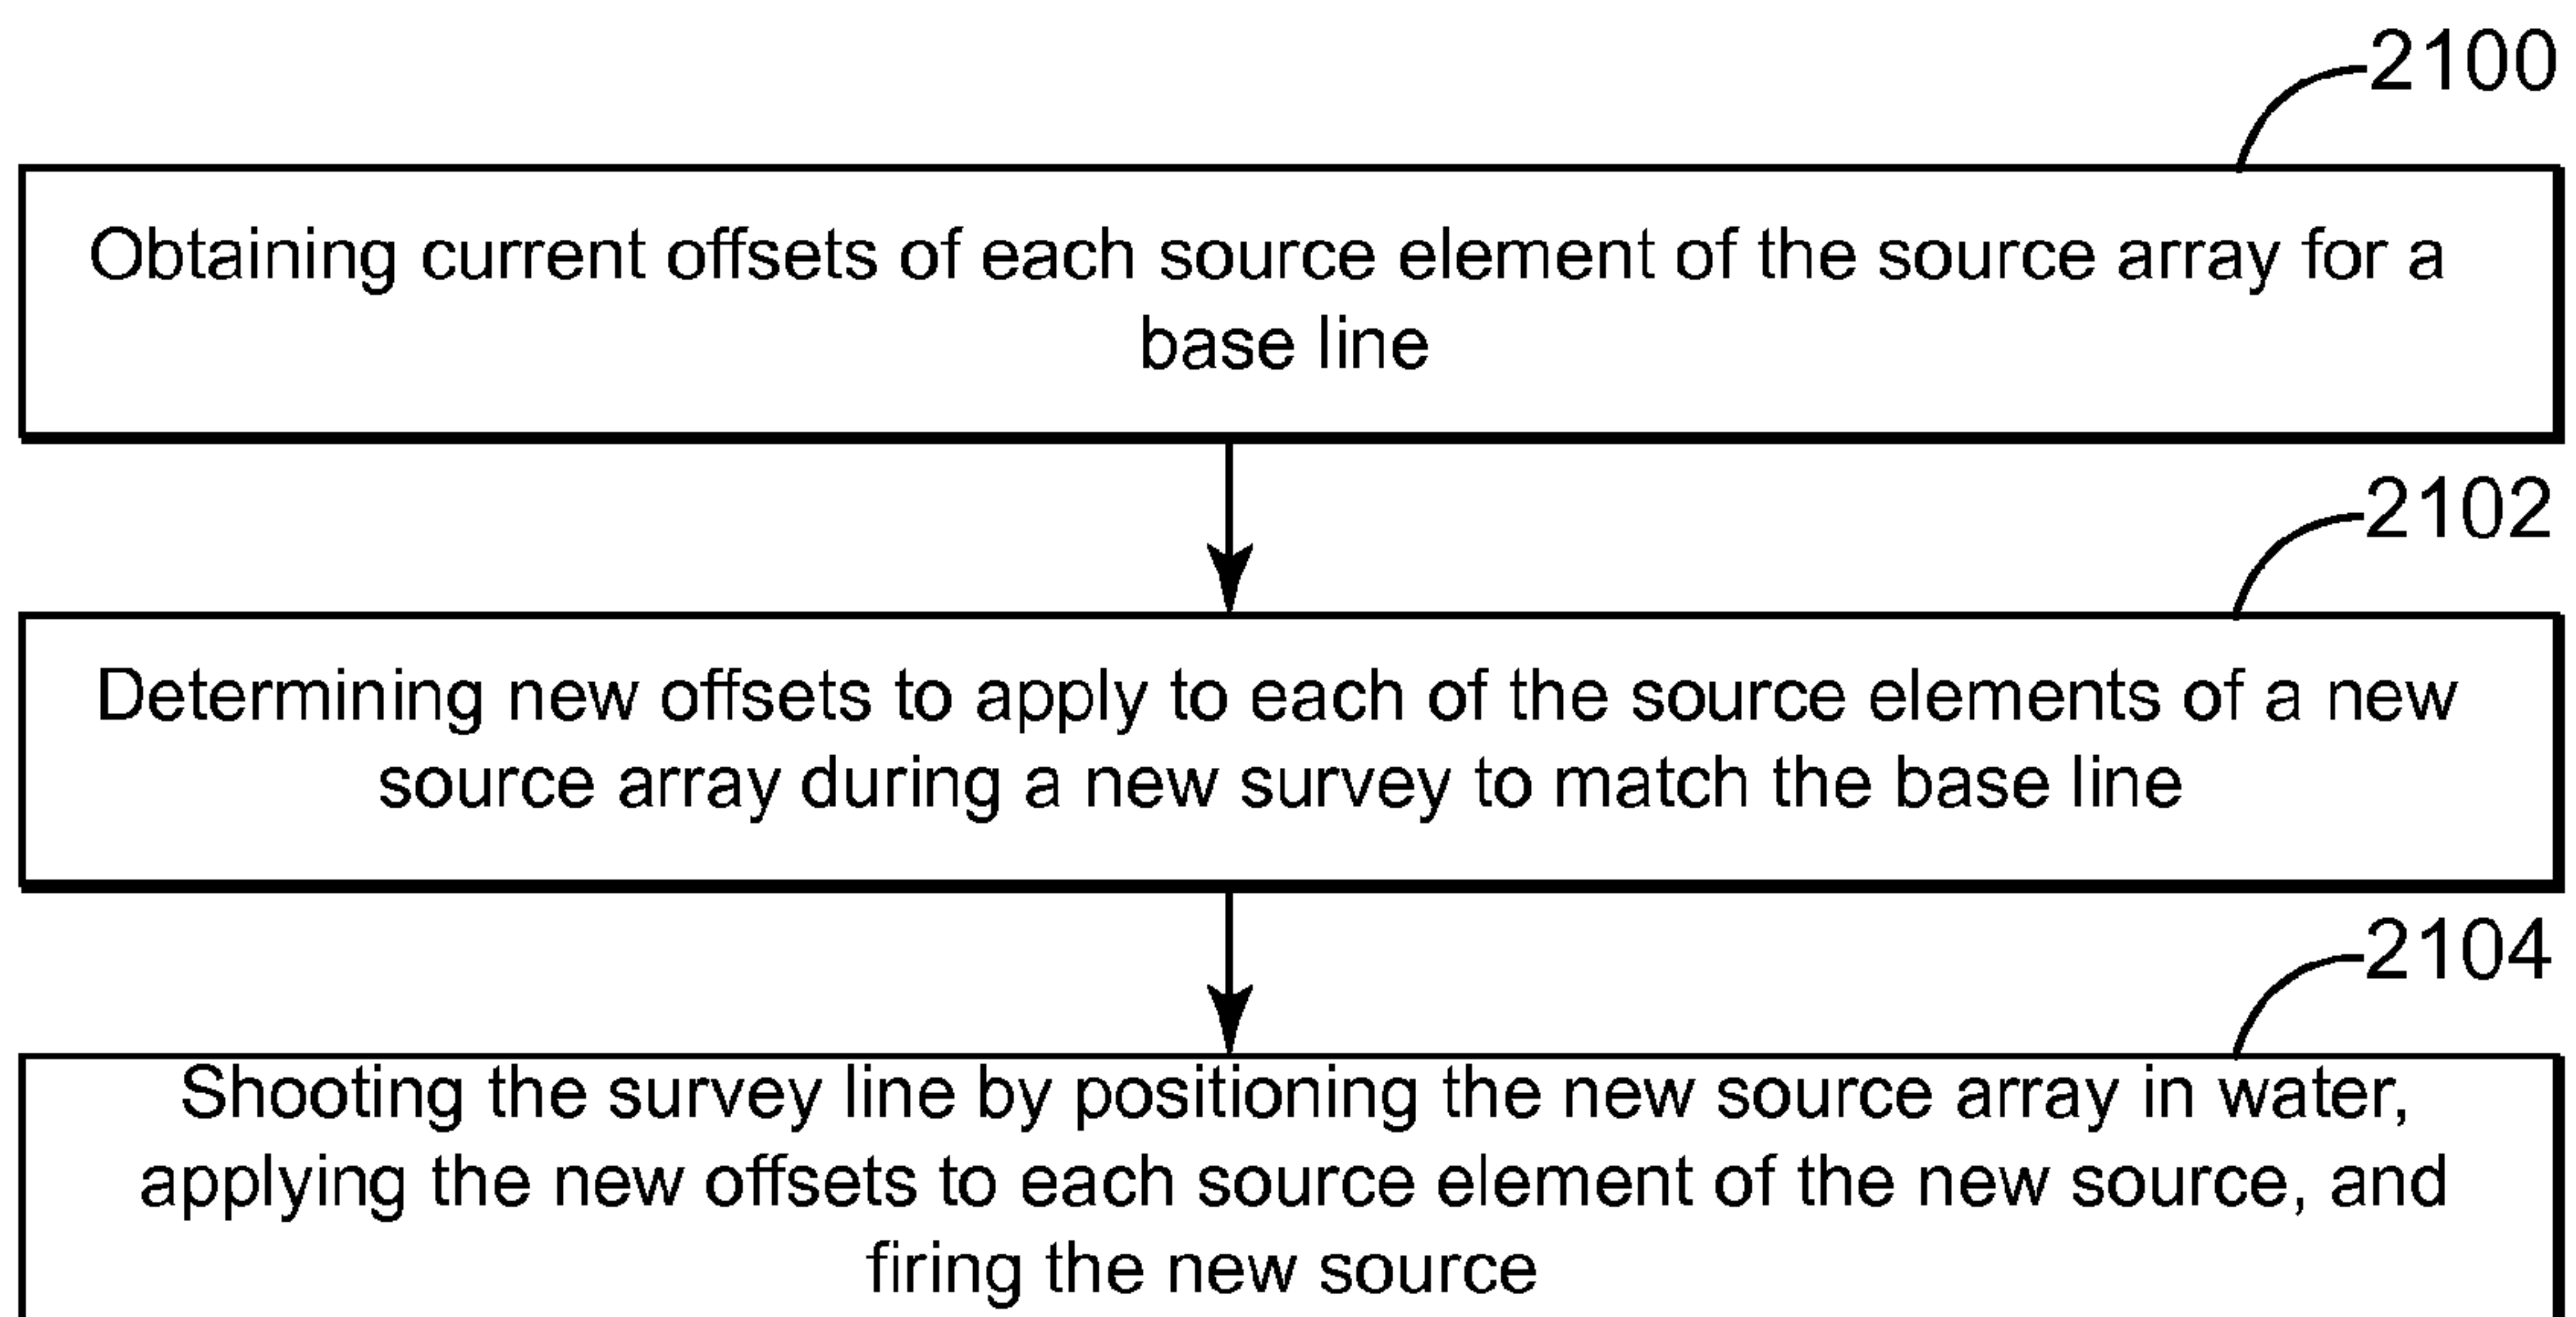 2100
Obtaining current offsets of each source element of the source array for a
base line
2102
Determining new offsets to apply to each of the source elements of a new
source array during a new survey to match the base line
2104
Shooting the survey line by positioning the new source array in water,
applying the new offsets to each source element of the new source, and
firing the new source